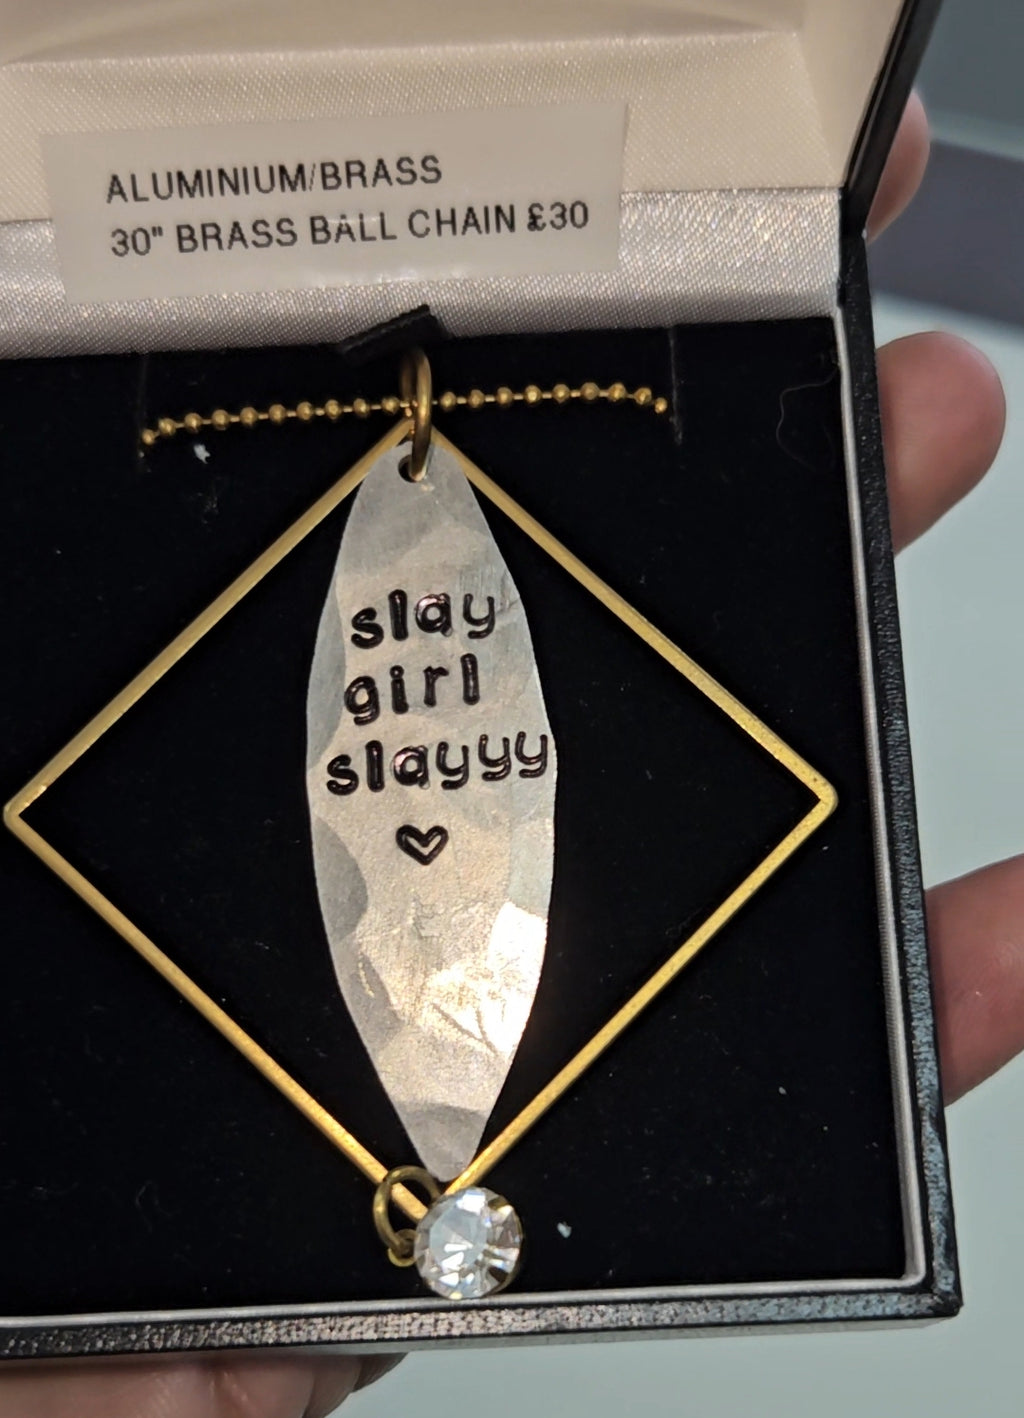 ALUMINIUM/BRASS
30" BRASS BALL CHAIN £30
slay
girl
slayyy